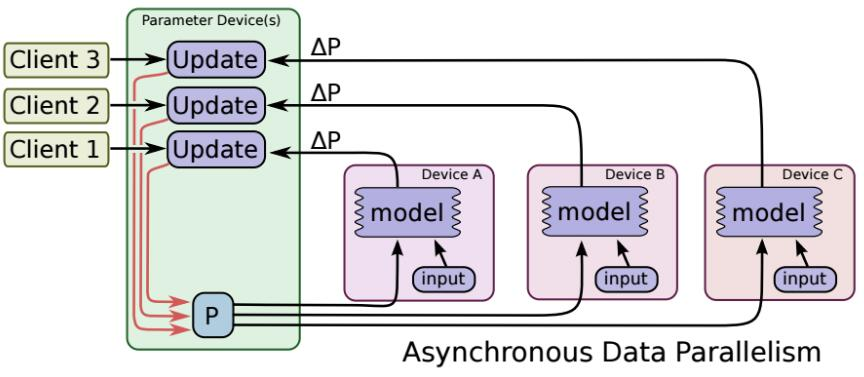 Parameter Device(s)
Client 3
Update
ΔP
Client 2
Update
ΔP
Client 1
Update
ΔP
Device A
Device B
Device C
model
model
model
input
input
input
P
Asynchronous Data Parallelism